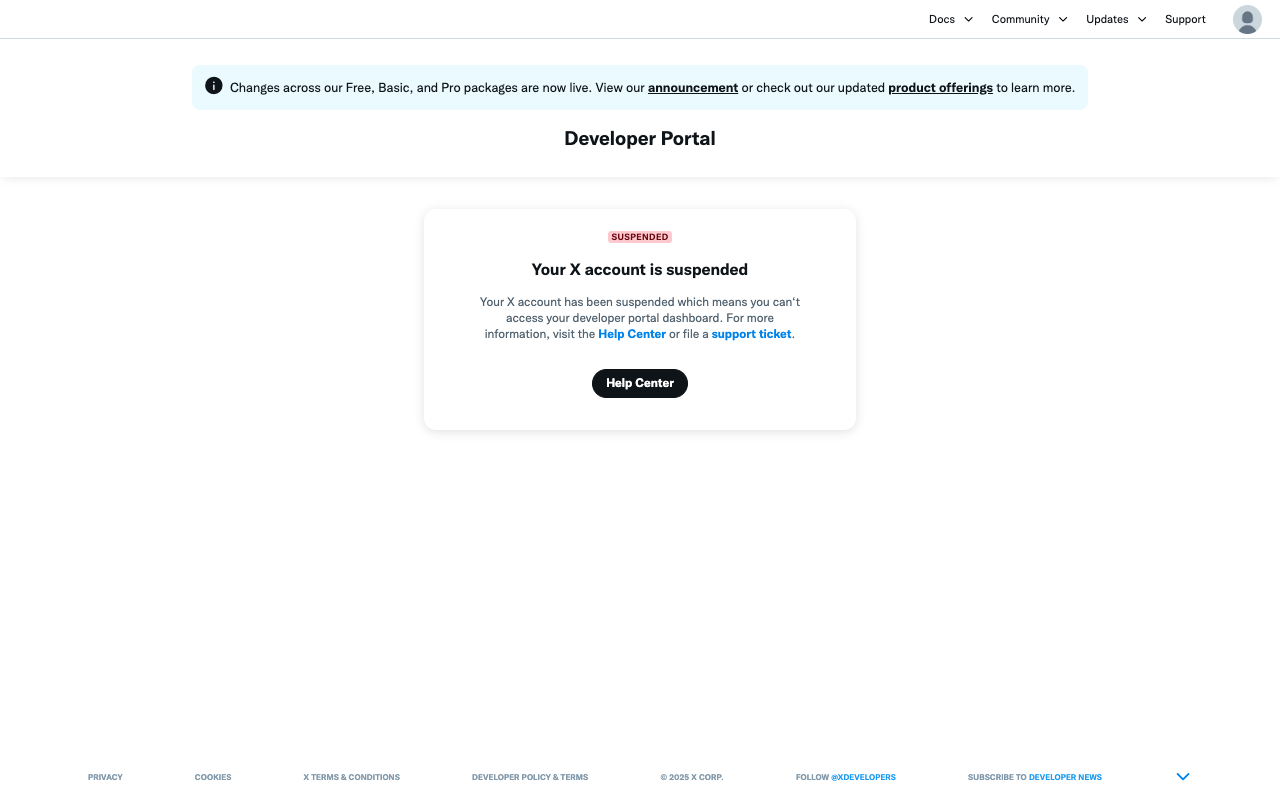 Docs
Community
Updates
Support
Changes across our Free, Basic, and Pro packages are now live. View our announcement or check out our updated product offerings to learn more.
Developer Portal
SUSPENDED
Your X account is suspended
Your X account has been suspended which means you can't
access your developer portal dashboard. For more
information, visit the Help Center or file a support ticket.
Help Center
PRIVACY
COOKIES
X TERMS & CONDITIONS
DEVELOPER POLICY & TERMS
© 2025 X CORP.
FOLLOW @XDEVELOPERS
SUBSCRIBE TO DEVELOPER NEWS